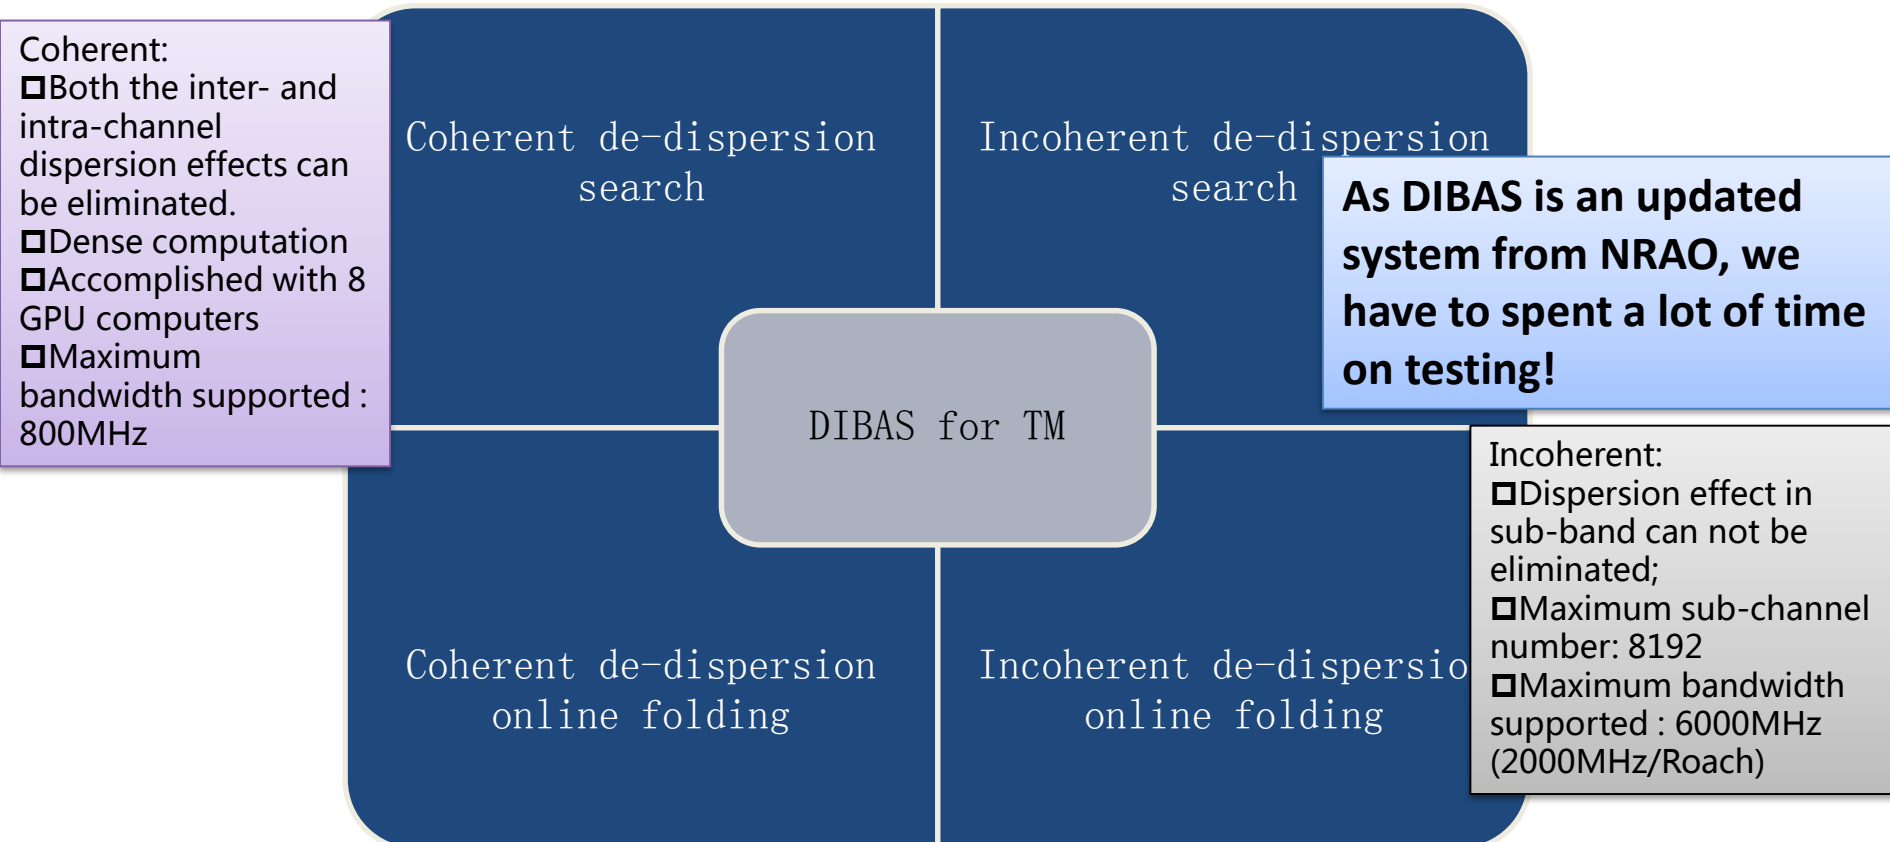 Coherent:
Both the inter- and
intra-channel
dispersion effects can
be eliminated.
Dense computation
Accomplished with 8
GPU computers
Maximum
bandwidth supported :
800MHz
Coherent de-dispersion
search
Incoherent de-dispersion
search
As DIBAS is an updated
system from NRAO, we
have to spent a lot of time
on testing!
DIBAS for TM
Coherent de-dispersion
online folding
Incoherent de-dispersio
online folding
Incoherent:
Dispersion effect in
sub-band can not be
eliminated;
Maximum sub-channel
number: 8192
Maximum bandwidth
supported : 6000MHz
(2000MHz/Roach)